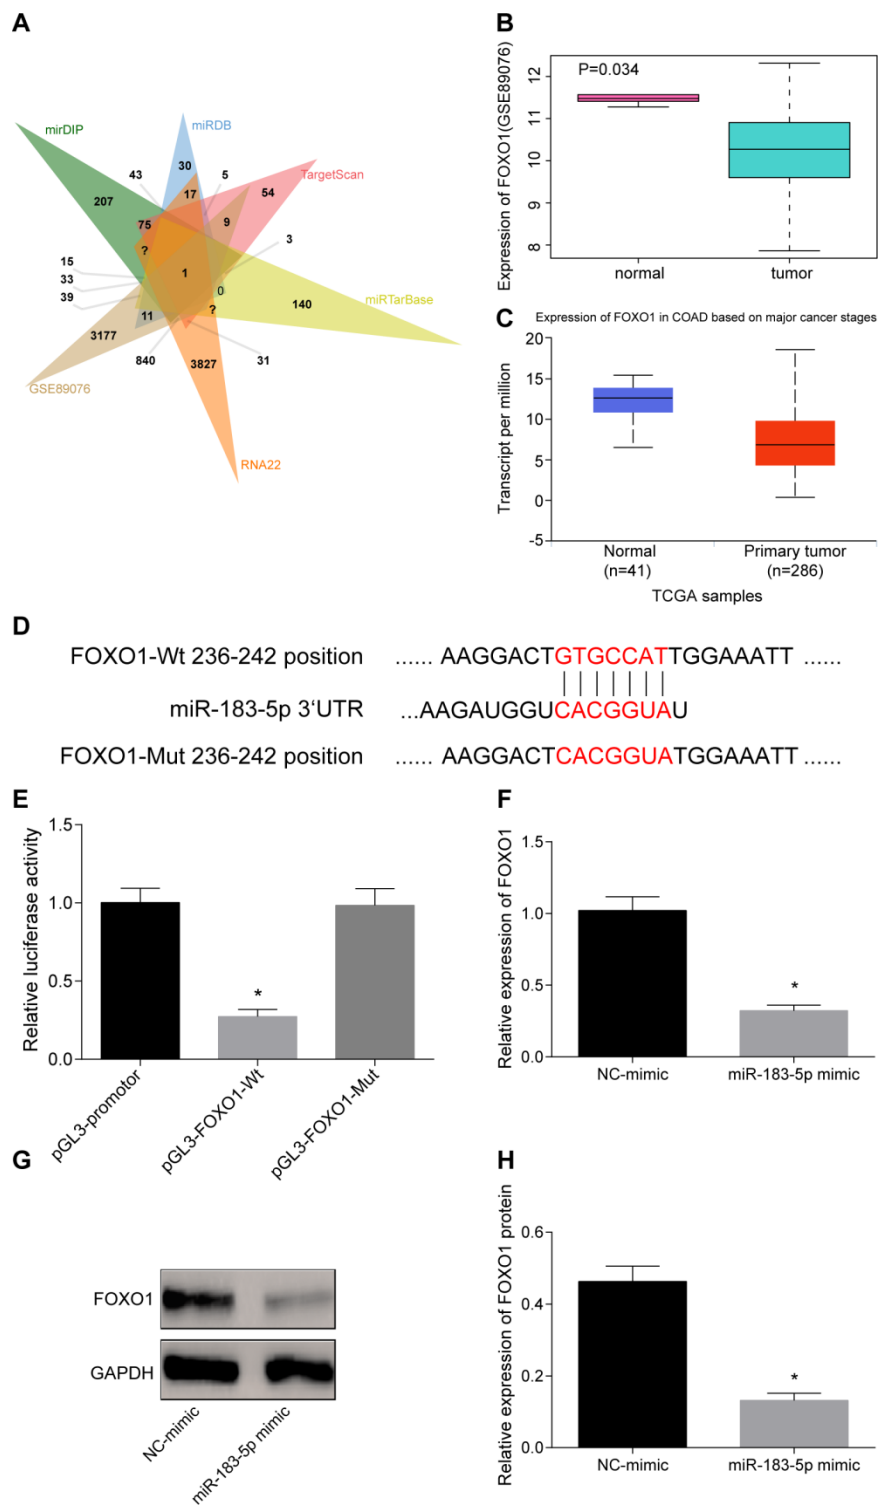 A
mirDIP
miRDB
TargetScan
miRTarBase
RNA22
GSE89076
30
43
5
17
54
207
75
9
3
?
15
33
39
1
0
11
?
140
3177
840
3827
31
B
Expression of FOXO1(GSE89076)
P=0.034
12
11
10
9
8
normal tumor
C
Expression of FOXO1 in COAD based on major cancer stages
Transcript per million
20
15
10
5
0
-5
Normal Primary tumor
(n=41) (n=286)
TCGA samples
D
FOXO1-Wt 236-242 position ...... AAGGACTGTGCCATTGGAAATT ......
miR-183-5p 3‘UTR ...AAGAUGGUCACGGUAU
FOXO1-Mut 236-242 position ...... AAGGACTCACGGUATGGAAATT ......
E
Relative luciferase activity
1.5
1.0
0.5
0.0
*
pGL3-promotor
pGL3-FOXO1-Wt
pGL3-FOXO1-Mut
F
Relative expression of FOXO1
1.5
1.0
0.5
0.0
*
NC-mimic miR-183-5p mimic
G
FOXO1
GAPDH
NC-mimic
miR-183-5p mimic
H
Relative expression of FOXO1 protein
0.6
0.4
0.2
0.0
*
NC-mimic miR-183-5p mimic